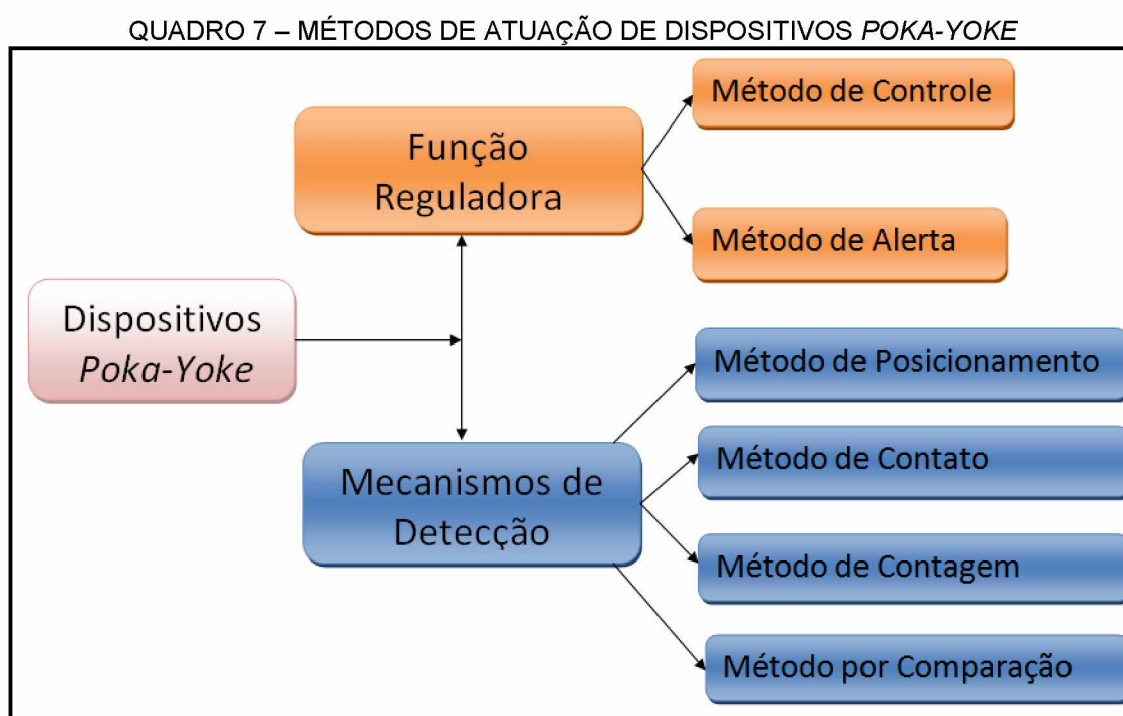 QUADRO 7 – MÉTODOS DE ATUAÇÃO DE DISPOSITIVOS POKA-YOKE
Função
Reguladora
Método de Controle
Método de Alerta
Dispositivos
Poka-Yoke
Mecanismos de
Detecção
Método de Posicionamento
Método de Contato
Método de Contagem
Método por Comparação